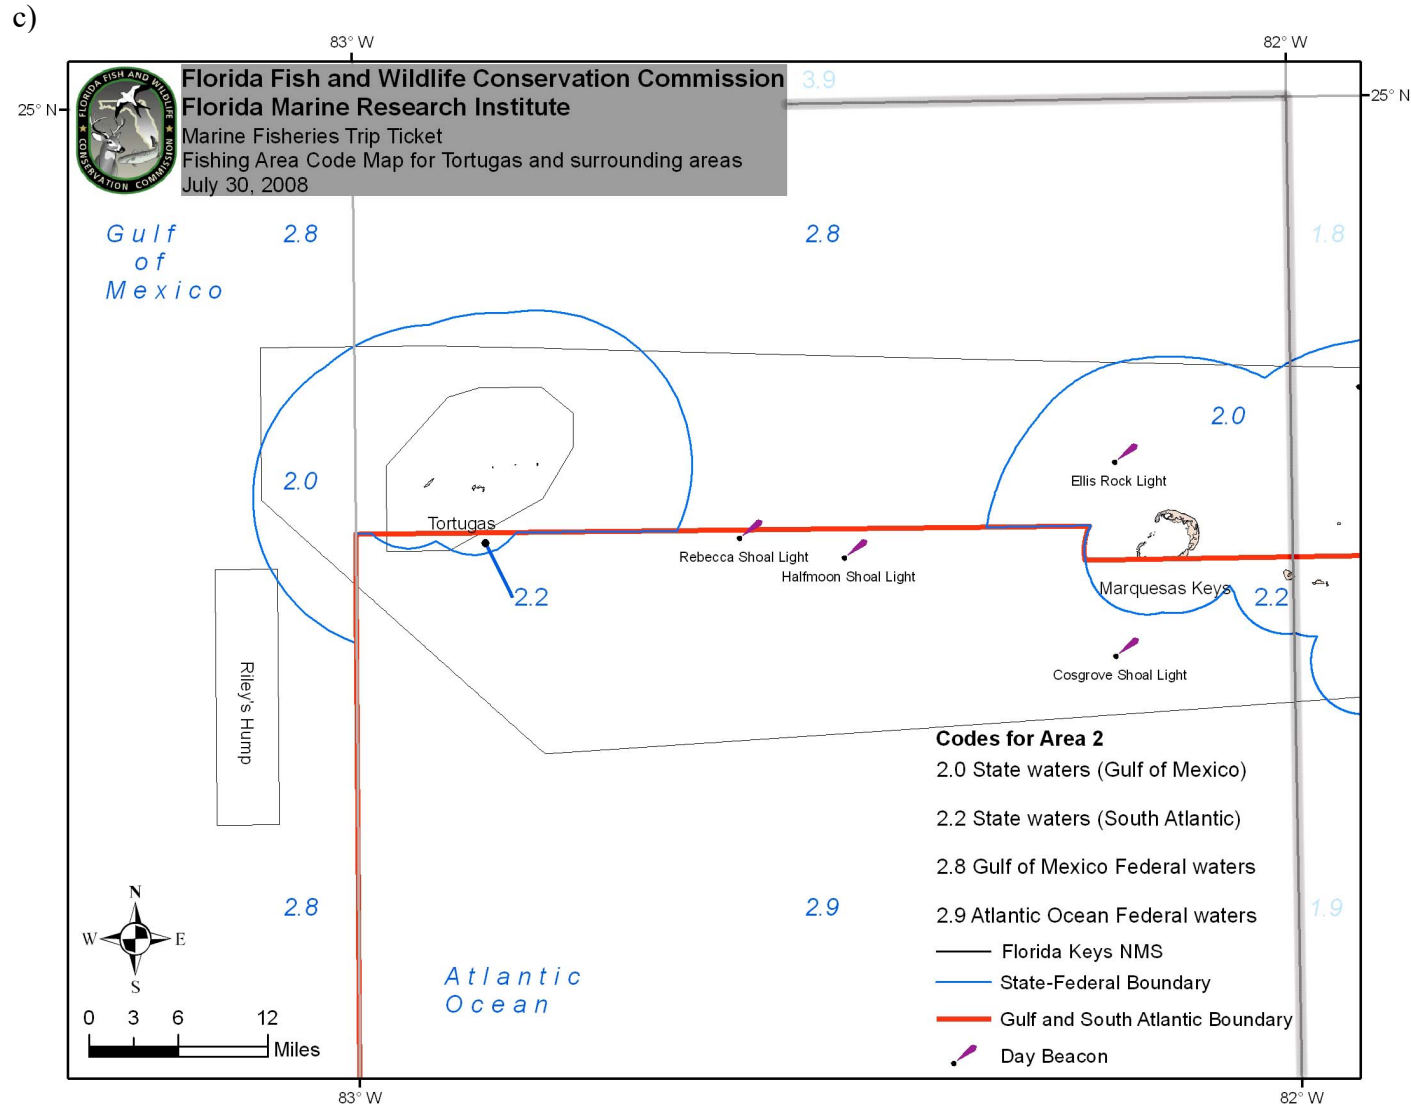 c)
83° W
82° W
Florida Fish and Wildlife Conservation Commission
Florida Marine Research Institute
Marine Fisheries Trip Ticket
Fishing Area Code Map for Tortugas and surrounding areas
July 30, 2008
FLORIDA FISH AND WILDLIFE
CONSERVATION COMMISSION
3.9
25° N
25° N
Gulf
of
Mexico
2.8
2.8
1.8
2.0
2.0
Ellis Rock Light
Tortugas
Rebecca Shoal Light
Halfmoon Shoal Light
2.2
Marquesas Keys
2.2
Cosgrove Shoal Light
Riley's Hump
Codes for Area 2
2.0 State waters (Gulf of Mexico)
2.2 State waters (South Atlantic)
2.8 Gulf of Mexico Federal waters
2.9 Atlantic Ocean Federal waters
Florida Keys NMS
State-Federal Boundary
Gulf and South Atlantic Boundary
Day Beacon
2.8
2.9
1.9
Atlantic
Ocean
N
W E
S
0 3 6 12
Miles
83° W
82° W